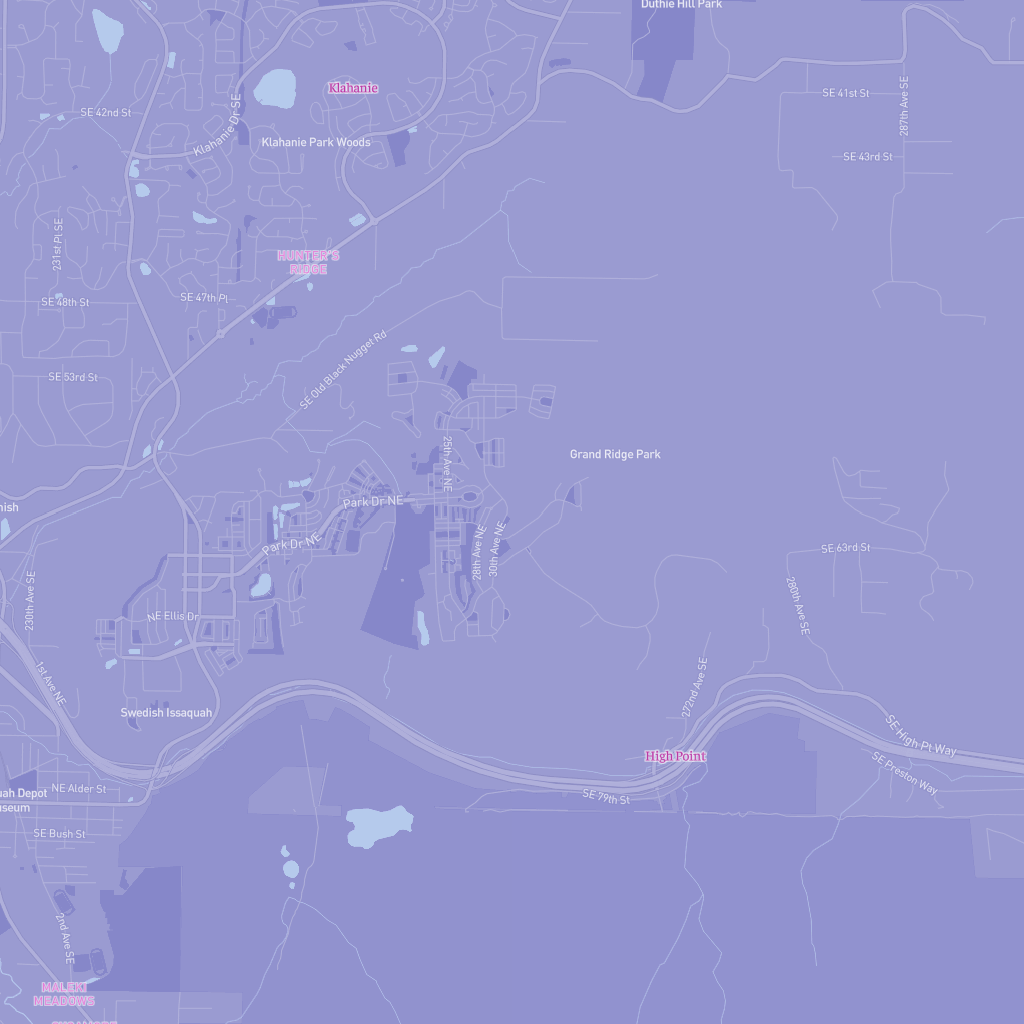 Duthie Hill Park
Klahanie
SE 41st St
287th Ave SE
SE 42nd St
Klahanie Dr SE
Klahanie Park Woods
SE 43rd St
231st Pl SE
HUNTER'S
RIDGE
SE 48th St
SE 47th Pl
SE Old Black Nugget Rd
SE 53rd St
25th Ave NE
Grand Ridge Park
Park Dr NE
Park Dr NE
28th Ave NE
30th Ave NE
SE 63rd St
280th Ave SE
230th Ave SE
NE Ellis Dr
1st Ave NE
272nd Ave SE
Swedish Issaquah
SE High Pt Way
High Point
SE Preston Way
NE Alder St
uah Depot
useum
SE 79th St
SE Bush St
2nd Ave SE
MALEKI
MEADOWS